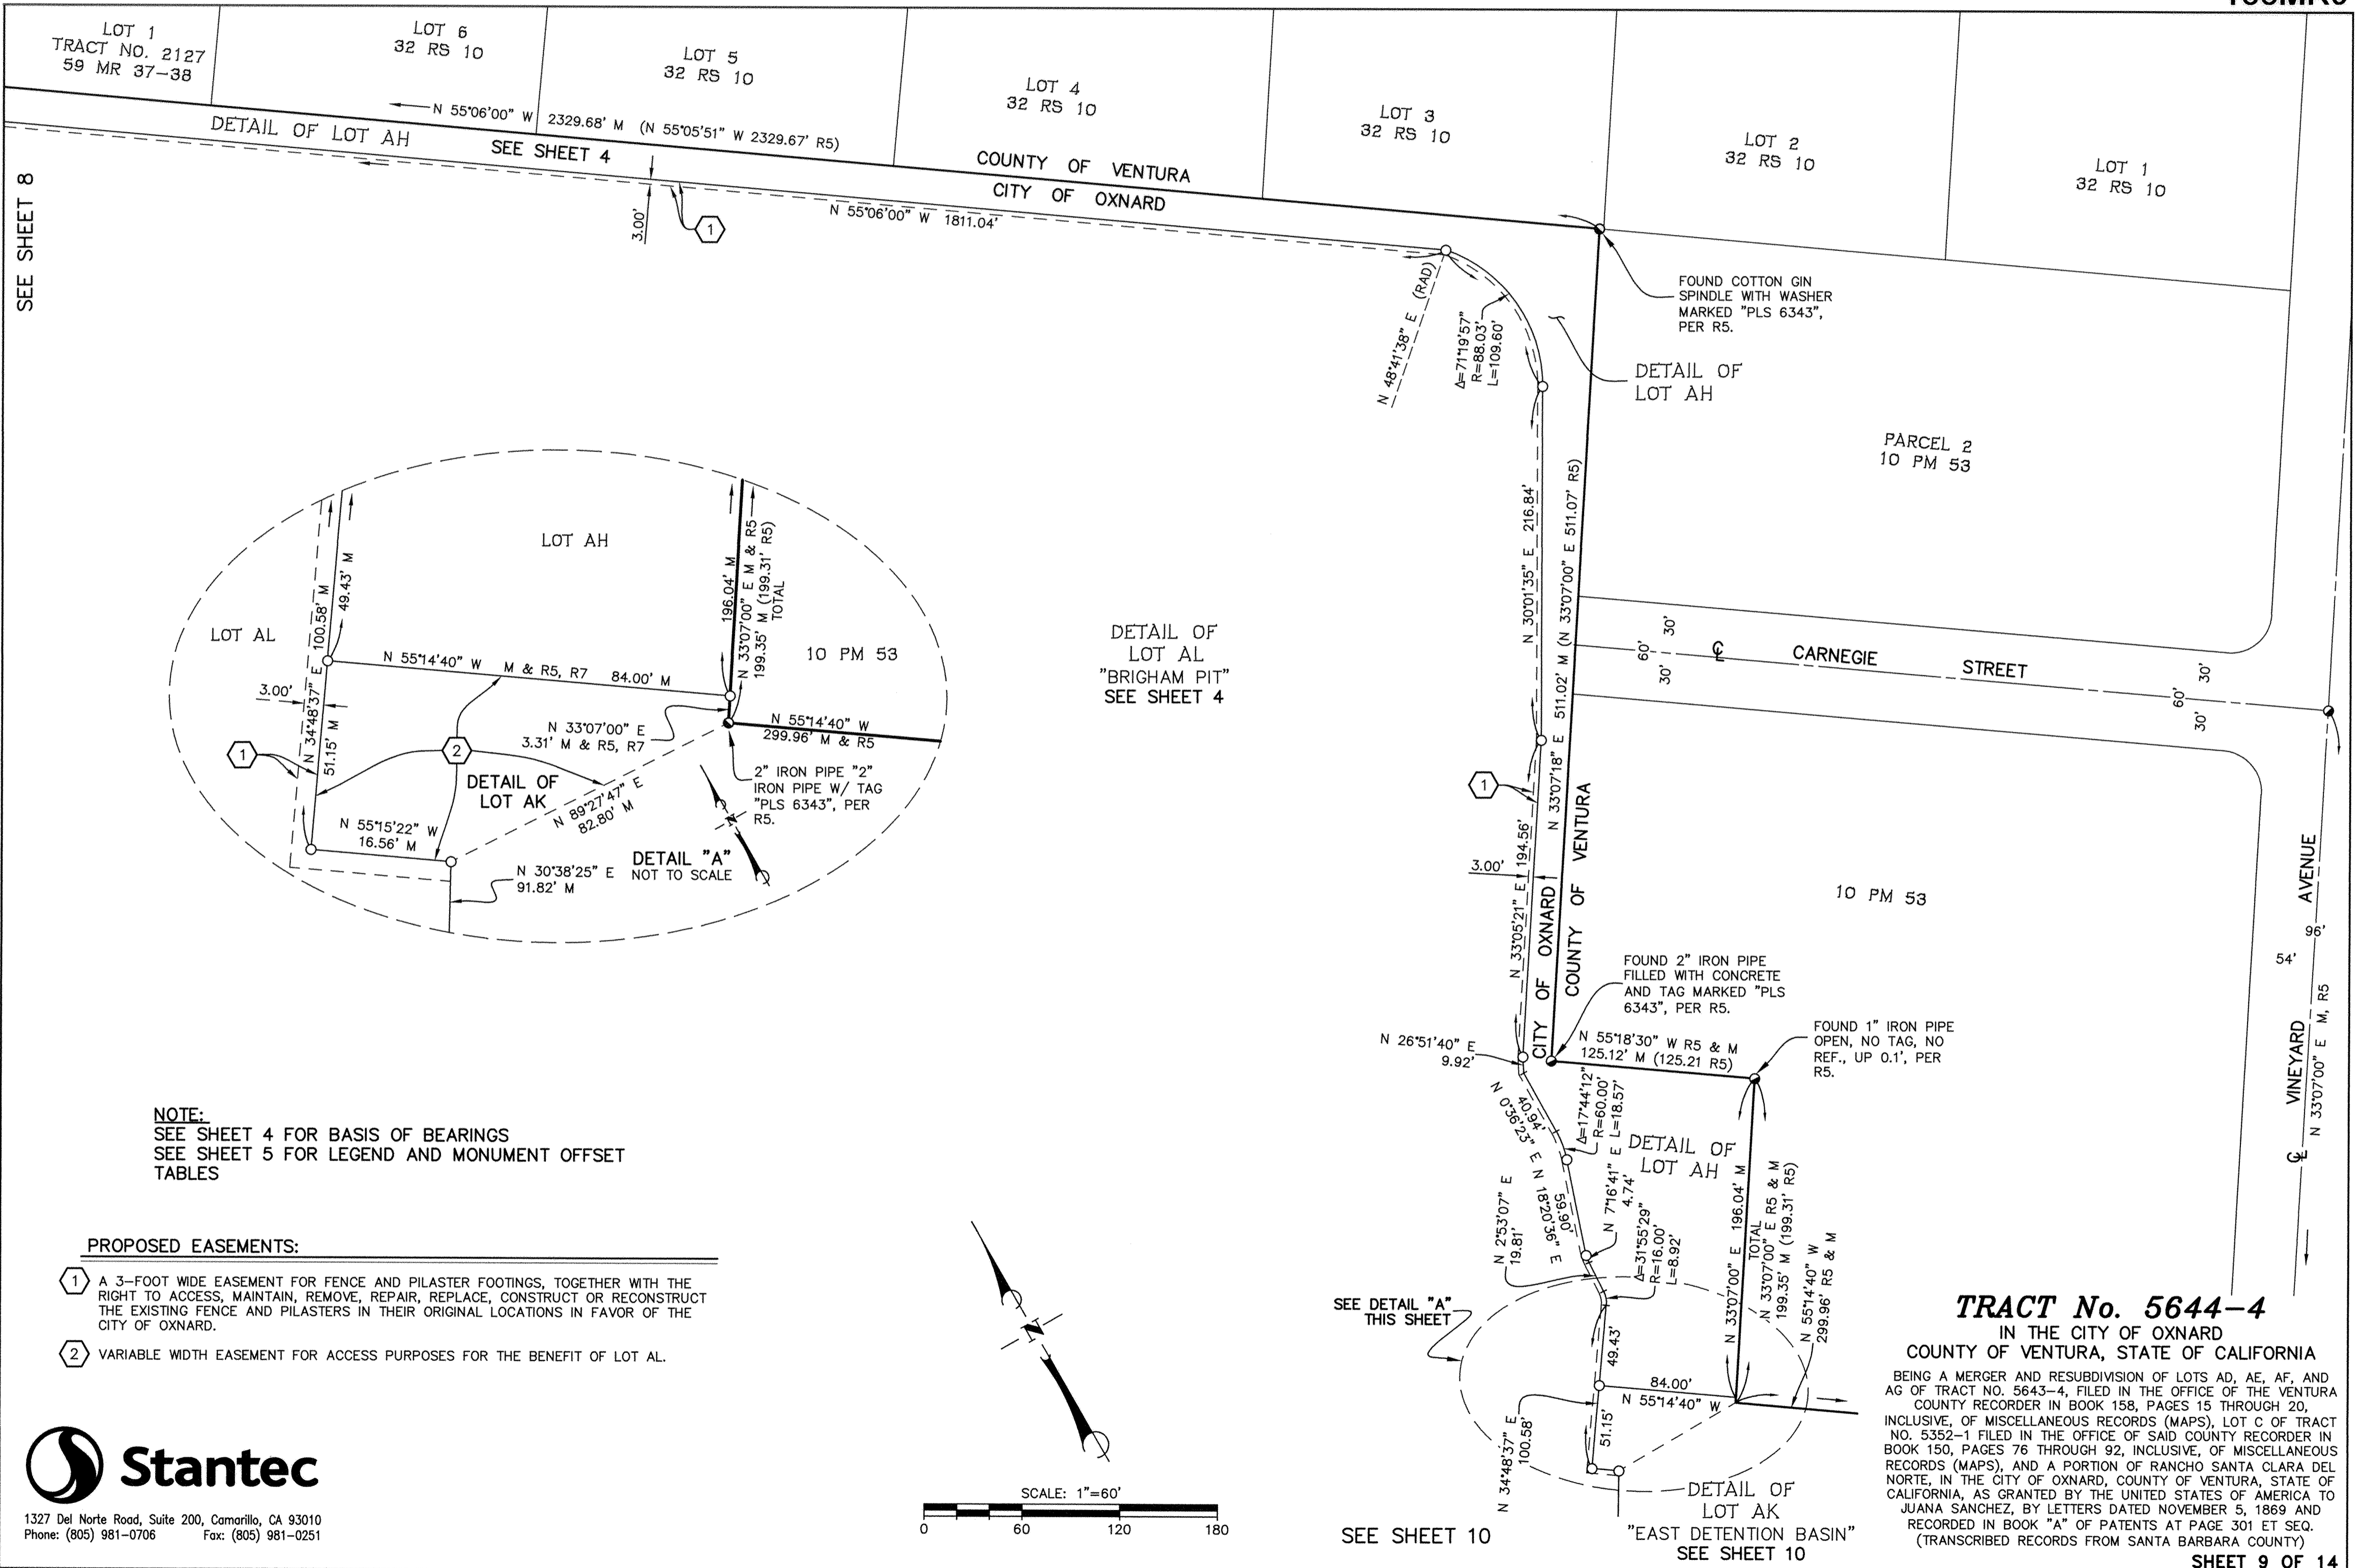 LOT 1
TRACT NO. 2127
59 MR 37-38
LOT 6
32 RS 10
LOT 5
32 RS 10
LOT 4
32 RS 10
LOT 3
32 RS 10
LOT 2
32 RS 10
LOT 1
32 RS 10
N 55°06'00" W 2329.68' M (N 55°05'51" W 2329.67' R5)
DETAIL OF LOT AH
SEE SHEET 4
COUNTY OF VENTURA
CITY OF OXNARD
SEE SHEET 8
3.00'
1
N 55°06'00" W 1811.04'
N 48°41'38" E (RAD)
Δ=71°19'57"
R=88.03'
L=109.60'
FOUND COTTON GIN
SPINDLE WITH WASHER
MARKED "PLS 6343",
PER R5.
DETAIL OF
LOT AH
PARCEL 2
10 PM 53
N 30°01'35" E 216.84'
N 33°07'18" E 511.02' M (N 33°07'00" E 511.07' R5)
30'
60'
30'
CARNEGIE STREET
30'
60'
30'
LOT AH
LOT AL
100.58' M
49.43' M
N 34°48'37" E
51.15' M
3.00'
1
196.04' M
N 33°07'00" E M & R5
199.35' M (199.31' R5)
TOTAL
10 PM 53
N 55°14'40" W M & R5, R7 84.00' M
N 33°07'00" E
3.31' M & R5, R7
N 55°14'40" W
299.96' M & R5
2
DETAIL OF
LOT AK
N 89°27'47" E
82.80' M
2" IRON PIPE "2"
IRON PIPE W/ TAG
"PLS 6343", PER
R5.
N
N 55°15'22" W
16.56' M
DETAIL "A"
NOT TO SCALE
N 30°38'25" E
91.82' M
DETAIL OF
LOT AL
"BRIGHAM PIT"
SEE SHEET 4
1
3.00'
N 33°05'21" E 194.56'
CITY OF OXNARD
COUNTY OF VENTURA
10 PM 53
VINEYARD AVENUE
96'
54'
N 33°07'00" E M, R5
FOUND 2" IRON PIPE
FILLED WITH CONCRETE
AND TAG MARKED "PLS
6343", PER R5.
FOUND 1" IRON PIPE
OPEN, NO TAG, NO
REF., UP 0.1', PER
R5.
N 26°51'40" E
9.92'
N 55°18'30" W R5 & M
125.12' M (125.21 R5)
40.94'
N 0°36'23" E
Δ=17°44'12"
R=60.00'
L=18.57'
DETAIL OF
LOT AH
59.90'
N 18°20'36" E
N 7°16'41" E
4.74'
N 2°53'07" E
19.81'
Δ=31°55'29"
R=16.00'
L=8.92'
N 33°07'00" E 196.04' M
TOTAL
N 33°07'00" E R5 & M
199.35' M (199.31' R5)
N 55°14'40" W
299.96' R5 & M
SEE DETAIL "A"
THIS SHEET
49.43'
84.00'
N 55°14'40" W
51.15'
N 34°48'37" E
100.58'
DETAIL OF
LOT AK
"EAST DETENTION BASIN"
SEE SHEET 10
SEE SHEET 10
NOTE:
SEE SHEET 4 FOR BASIS OF BEARINGS
SEE SHEET 5 FOR LEGEND AND MONUMENT OFFSET
TABLES
PROPOSED EASEMENTS:
1 A 3-FOOT WIDE EASEMENT FOR FENCE AND PILASTER FOOTINGS, TOGETHER WITH THE
RIGHT TO ACCESS, MAINTAIN, REMOVE, REPAIR, REPLACE, CONSTRUCT OR RECONSTRUCT
THE EXISTING FENCE AND PILASTERS IN THEIR ORIGINAL LOCATIONS IN FAVOR OF THE
CITY OF OXNARD.
2 VARIABLE WIDTH EASEMENT FOR ACCESS PURPOSES FOR THE BENEFIT OF LOT AL.
N
SCALE: 1"=60'
0 60 120 180
Stantec
1327 Del Norte Road, Suite 200, Camarillo, CA 93010
Phone: (805) 981-0706 Fax: (805) 981-0251
TRACT No. 5644-4
IN THE CITY OF OXNARD
COUNTY OF VENTURA, STATE OF CALIFORNIA
BEING A MERGER AND RESUBDIVISION OF LOTS AD, AE, AF, AND
AG OF TRACT NO. 5643-4, FILED IN THE OFFICE OF THE VENTURA
COUNTY RECORDER IN BOOK 158, PAGES 15 THROUGH 20,
INCLUSIVE, OF MISCELLANEOUS RECORDS (MAPS), LOT C OF TRACT
NO. 5352-1 FILED IN THE OFFICE OF SAID COUNTY RECORDER IN
BOOK 150, PAGES 76 THROUGH 92, INCLUSIVE, OF MISCELLANEOUS
RECORDS (MAPS), AND A PORTION OF RANCHO SANTA CLARA DEL
NORTE, IN THE CITY OF OXNARD, COUNTY OF VENTURA, STATE OF
CALIFORNIA, AS GRANTED BY THE UNITED STATES OF AMERICA TO
JUANA SANCHEZ, BY LETTERS DATED NOVEMBER 5, 1869 AND
RECORDED IN BOOK "A" OF PATENTS AT PAGE 301 ET SEQ.
(TRANSCRIBED RECORDS FROM SANTA BARBARA COUNTY)
SHEET 9 OF 14